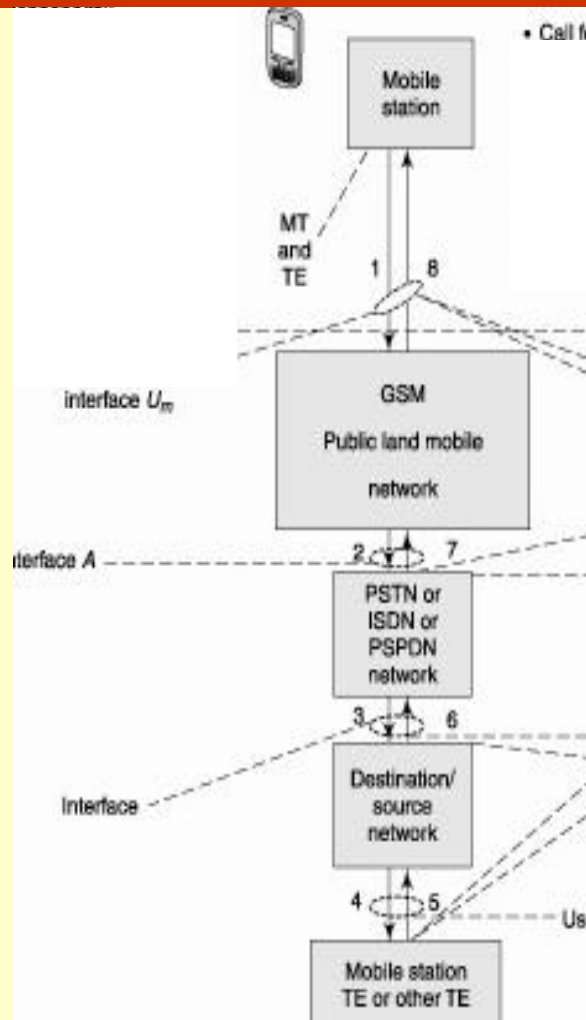 • Call f
Mobile
station
MT
and
TE
1 8
interface Um
GSM
Public land mobile
network
nterface A
2 7
PSTN or
ISDN or
PSPDN
network
3 6
Interface
Destination/
source
network
4 5
Us
Mobile station
TE or other TE